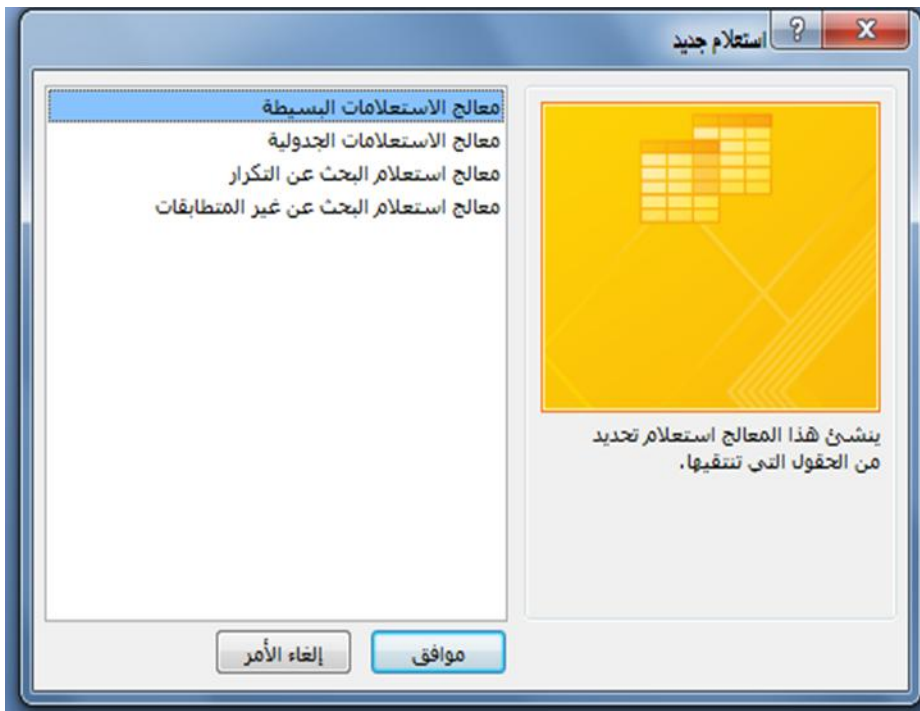 استعلام جديد
معالج الاستعلامات البسيطة
معالج الاستعلامات الجدولية
معالج استعلام البحث عن التكرار
معالج استعلام البحث عن غير المتطابقات
ينشئ هذا المعالج استعلام تحديد
من الحقول التي تنتقيها.
موافق
إلغاء الأمر